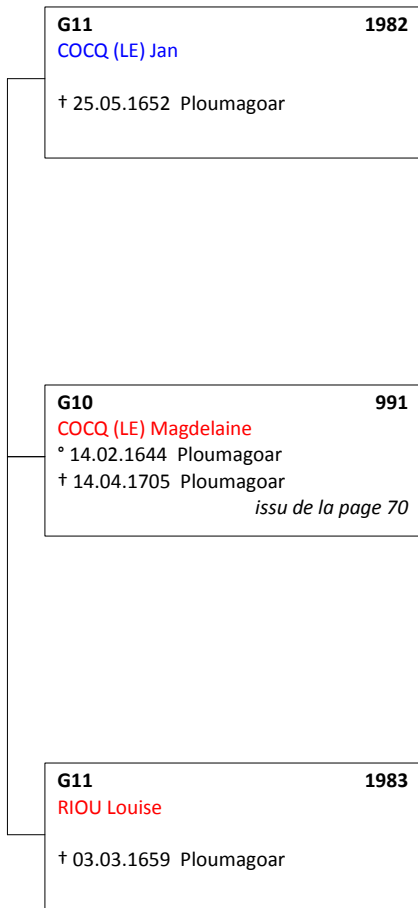 G11 1982
COCQ (LE) Jan
† 25.05.1652 Ploumagoar
G10 991
COCQ (LE) Magdelaine
° 14.02.1644 Ploumagoar
† 14.04.1705 Ploumagoar
issu de la page 70
G11 1983
RIOU Louise
† 03.03.1659 Ploumagoar